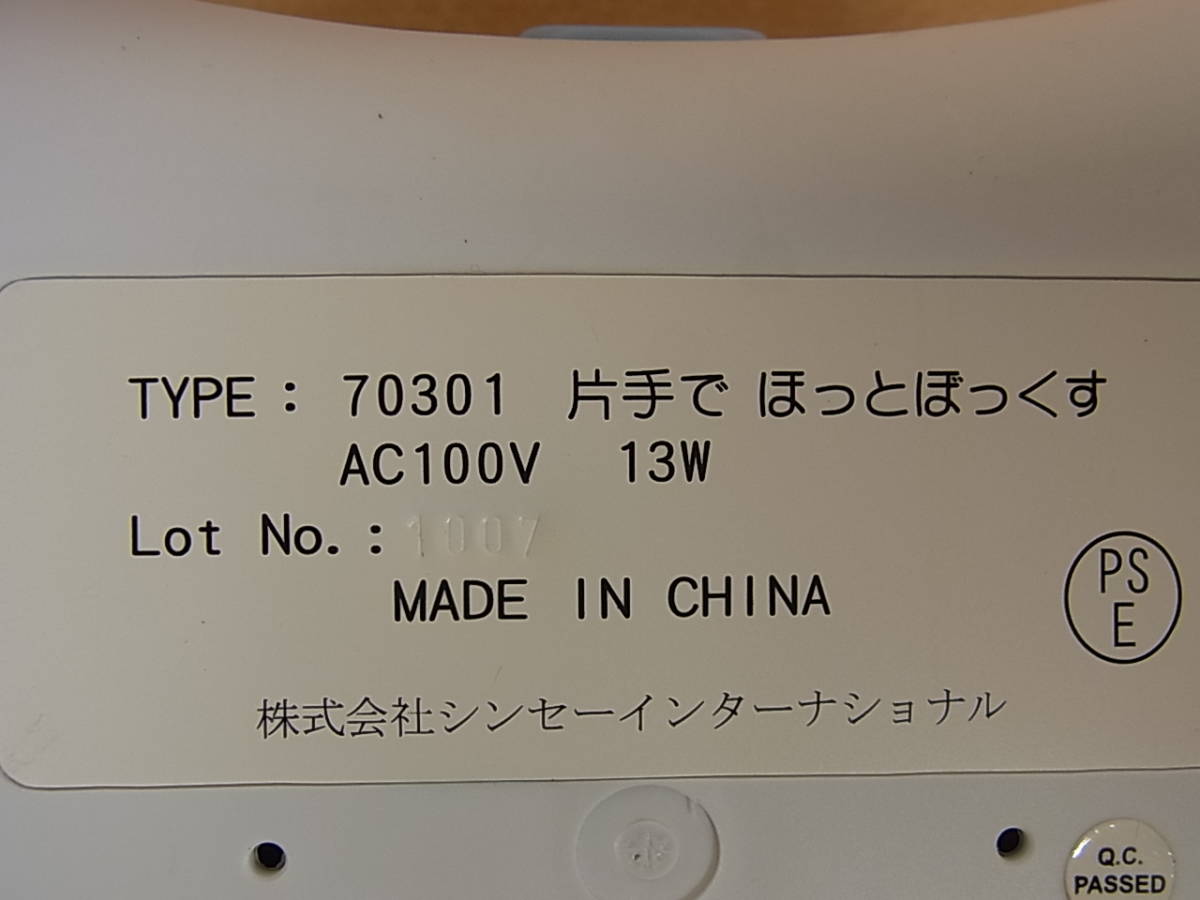 TYPE : 70301 片手で ほっとぼっくす
AC100V 13W
Lot No. : 1007
MADE IN CHINA
PS
E
株式会社シンセーインターナショナル
Q.C.
PASSED